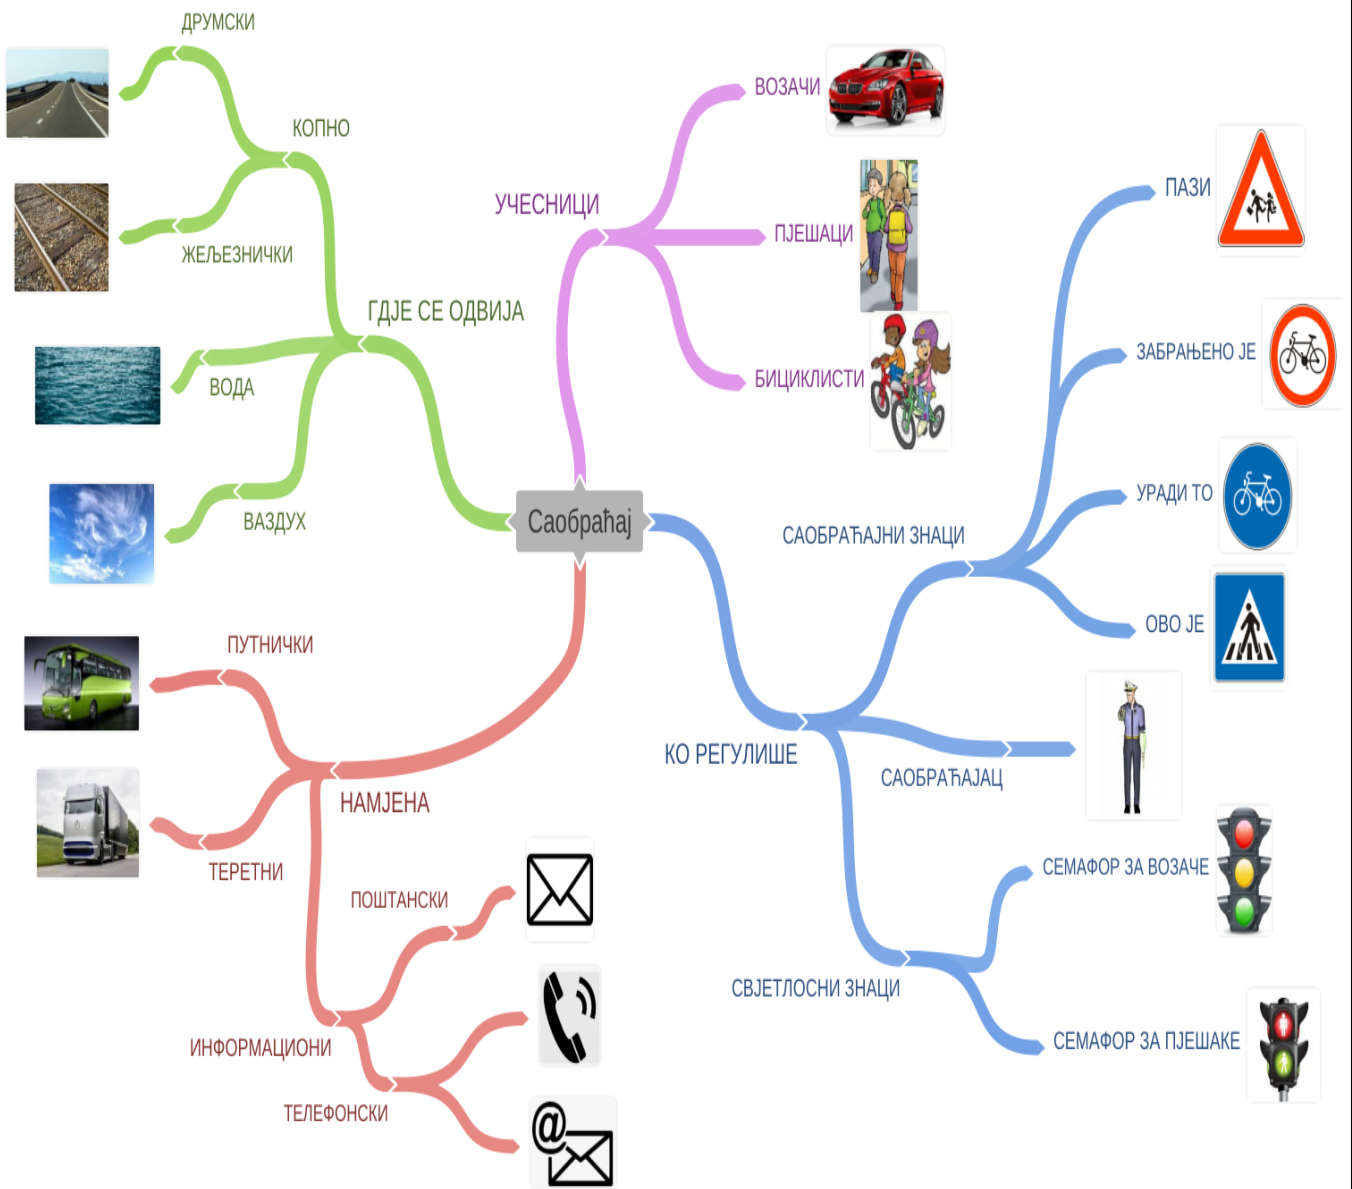 ДРУМСКИ
КОПНО
ЖЕЉЕЗНИЧКИ
ГДЈЕ СЕ ОДВИЈА
ВОДА
ВАЗДУХ
УЧЕСНИЦИ
ВОЗАЧИ
ПЈЕШАЦИ
БИЦИКЛИСТИ
Саобраћај
ПАЗИ
ЗАБРАЊЕНО ЈЕ
УРАДИ ТО
САОБРАЋАЈНИ ЗНАЦИ
ОВО ЈЕ
КО РЕГУЛИШЕ
САОБРАЋАЈАЦ
СЕМАФОР ЗА ВОЗАЧЕ
СВЈЕТЛОСНИ ЗНАЦИ
СЕМАФОР ЗА ПЈЕШАКЕ
ПУТНИЧКИ
НАМЈЕНА
ТЕРЕТНИ
ПОШТАНСКИ
ИНФОРМАЦИОНИ
ТЕЛЕФОНСКИ
@